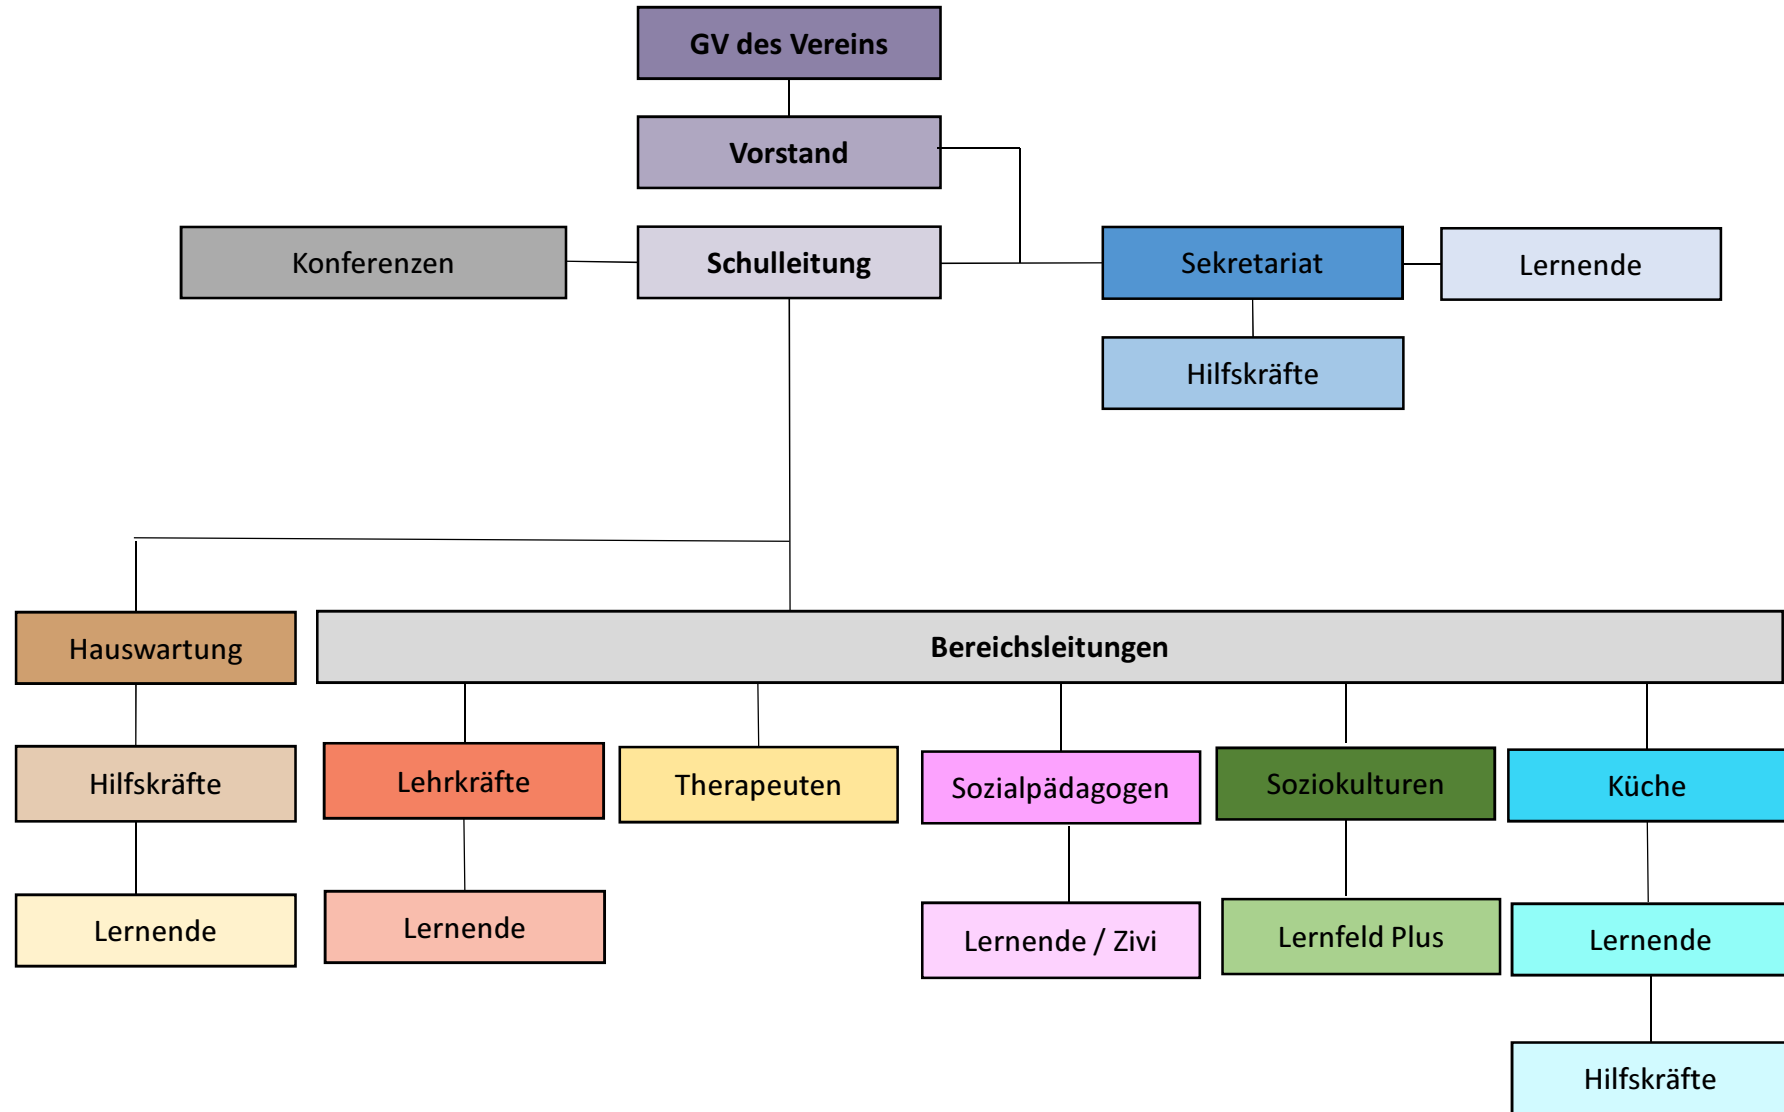 GV des Vereins
Vorstand
Konferenzen
Schulleitung
Sekretariat
Lernende
Hilfskräfte
Hauswartung
Bereichsleitungen
Hilfskräfte
Lehrkräfte
Therapeuten
Sozialpädagogen
Soziokulturen
Küche
Lernende
Lernende
Lernende / Zivi
Lernfeld Plus
Lernende
Hilfskräfte